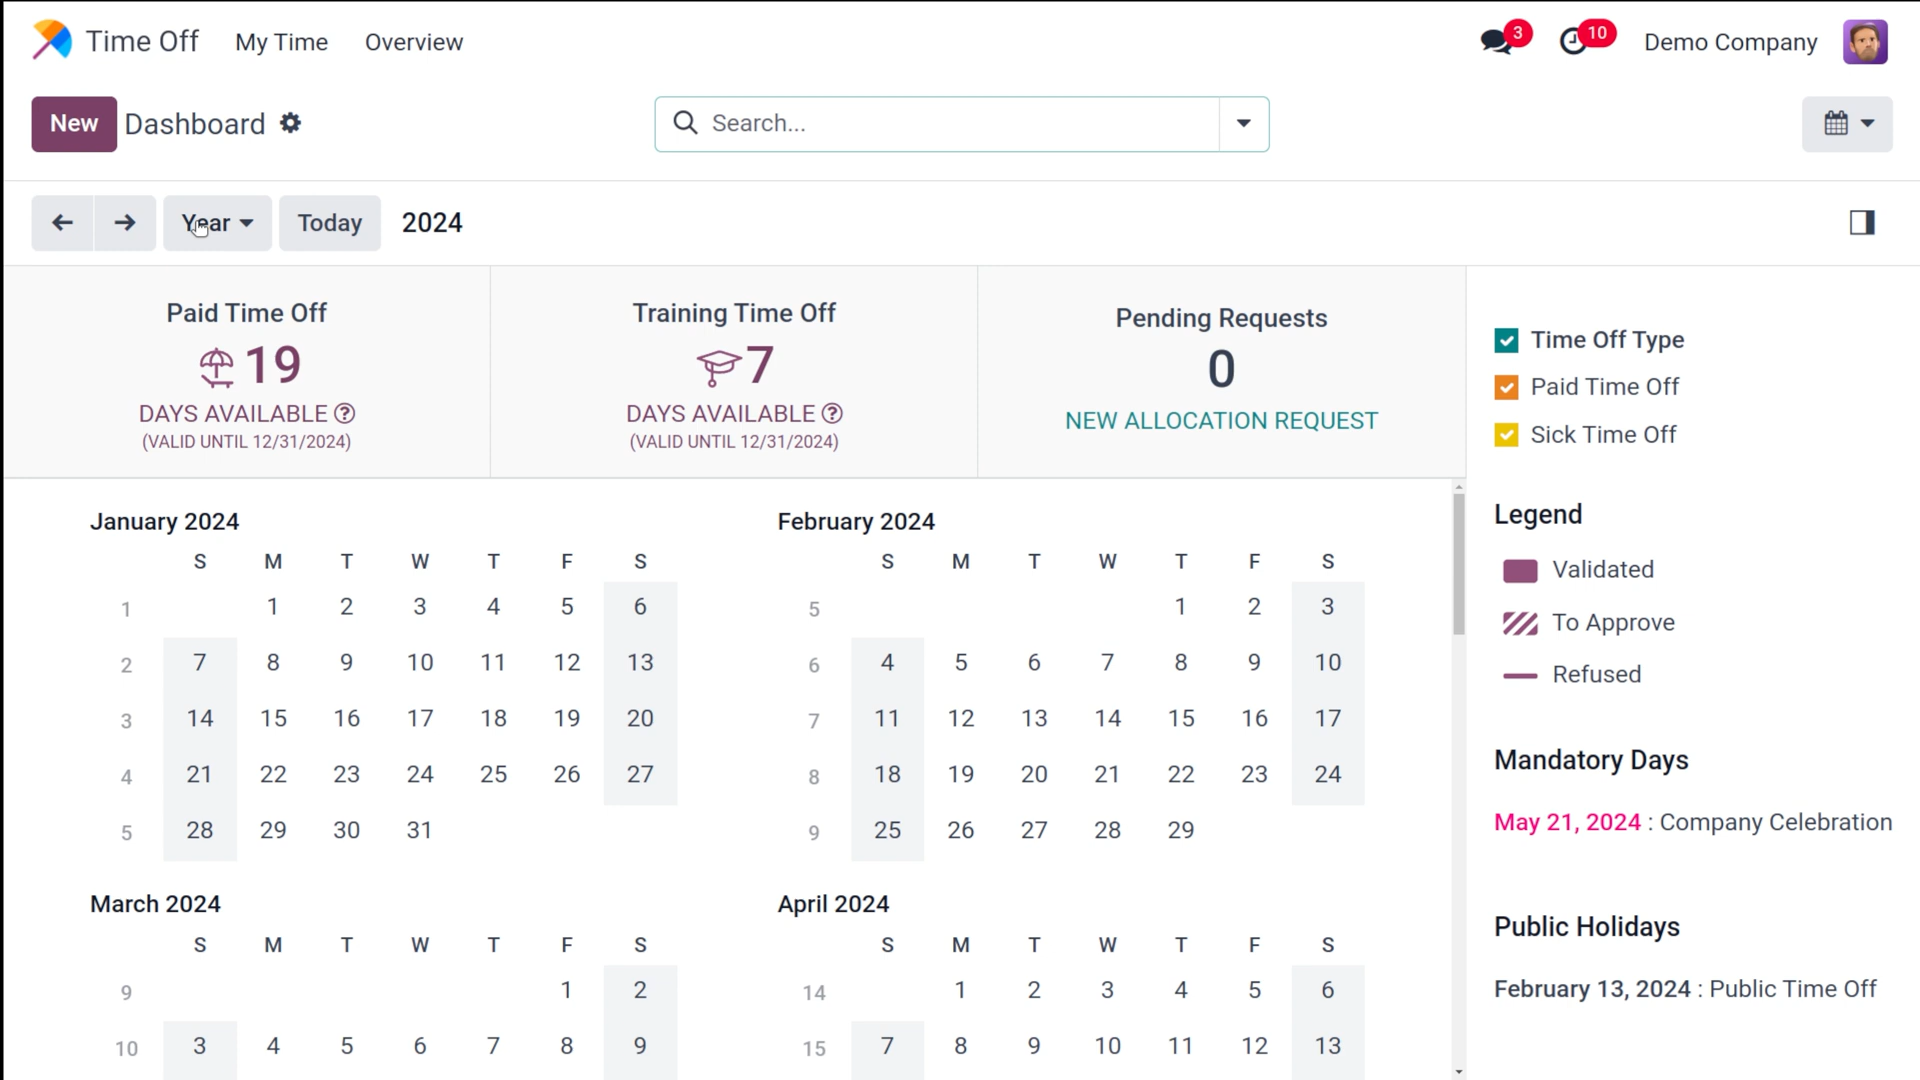 Time Off My Time Overview 3 10 Demo Company
New Dashboard Search...
Year Today 2024
Paid Time Off
19
DAYS AVAILABLE ?
(VALID UNTIL 12/31/2024)
Training Time Off
7
DAYS AVAILABLE ?
(VALID UNTIL 12/31/2024)
Pending Requests
0
NEW ALLOCATION REQUEST
January 2024
S M T W T F S
1 1 2 3 4 5 6
2 7 8 9 10 11 12 13
3 14 15 16 17 18 19 20
4 21 22 23 24 25 26 27
5 28 29 30 31
February 2024
S M T W T F S
5 1 2 3
6 4 5 6 7 8 9 10
7 11 12 13 14 15 16 17
8 18 19 20 21 22 23 24
9 25 26 27 28 29
March 2024
S M T W T F S
9 1 2
10 3 4 5 6 7 8 9
April 2024
S M T W T F S
14 1 2 3 4 5 6
15 7 8 9 10 11 12 13
Time Off Type
Paid Time Off
Sick Time Off
Legend
Validated
To Approve
Refused
Mandatory Days
May 21, 2024 : Company Celebration
Public Holidays
February 13, 2024 : Public Time Off